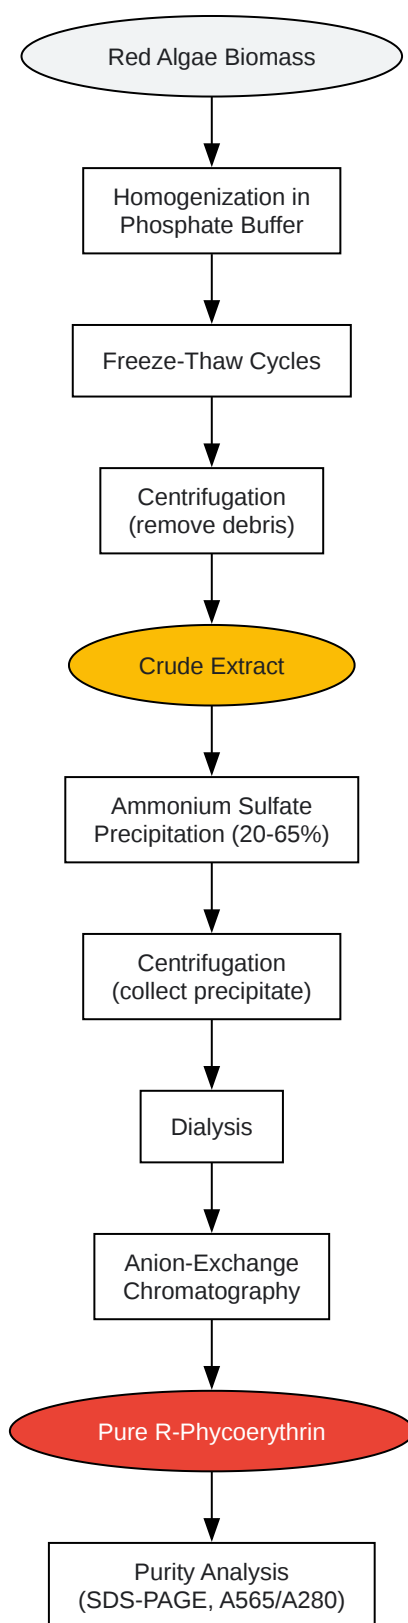 Red Algae Biomass
Homogenization in
Phosphate Buffer
Freeze-Thaw Cycles
Centrifugation
(remove debris)
Crude Extract
Ammonium Sulfate
Precipitation (20-65%)
Centrifugation
(collect precipitate)
Dialysis
Anion-Exchange
Chromatography
Pure R-Phycoerythrin
Purity Analysis
(SDS-PAGE, A565/A280)